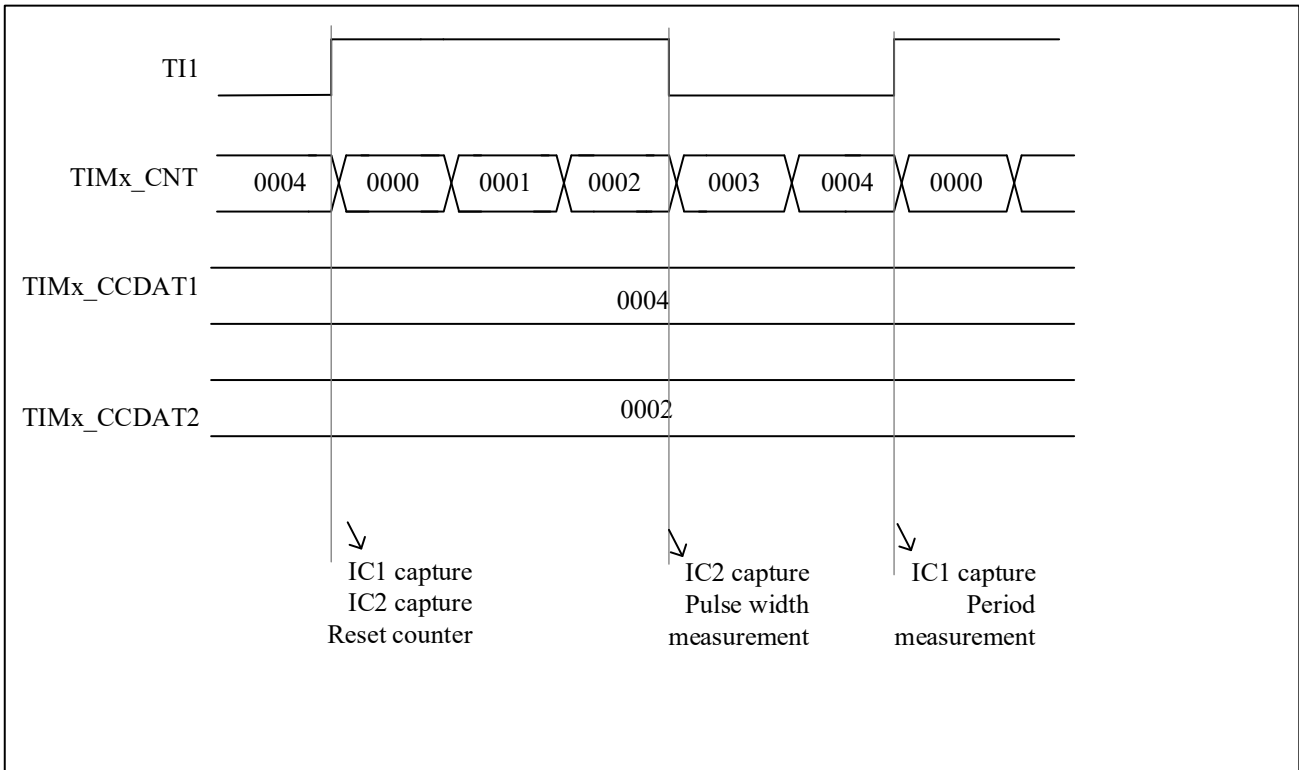 TI1
TIMx_CNT
0004
0000
0001
0002
0003
0004
0000
TIMx_CCDAT1
0004
TIMx_CCDAT2
0002
IC1 capture
IC2 capture
Reset counter
IC2 capture
Pulse width
measurement
IC1 capture
Period
measurement